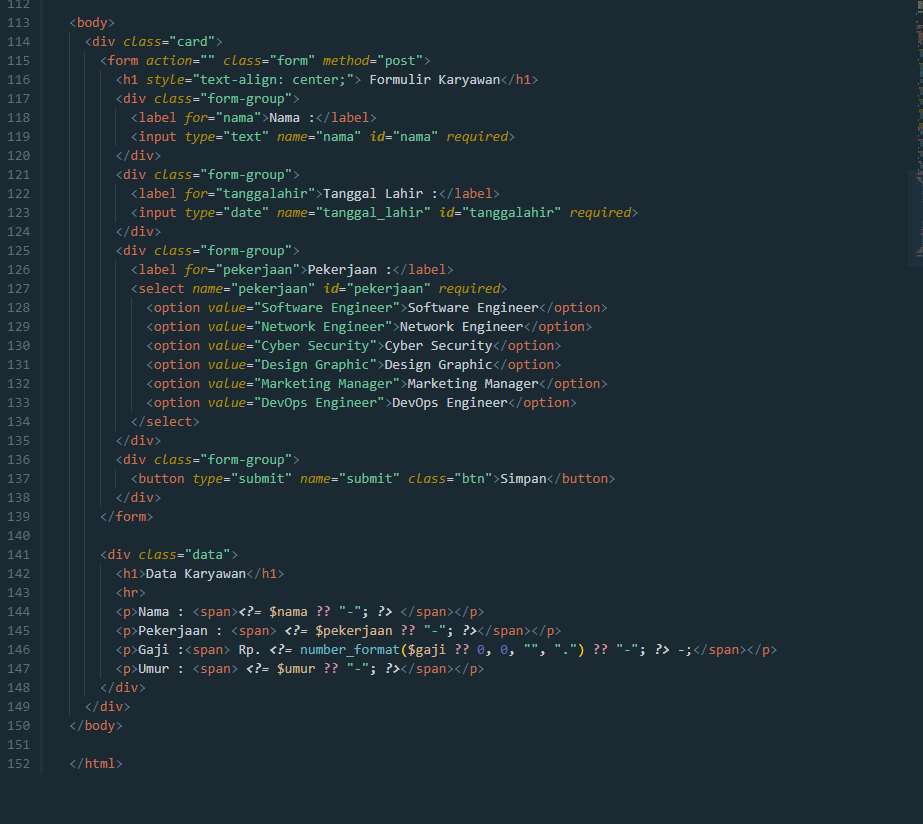 112
113 <body>
114 <div class="card">
115 <form action="" class="form" method="post">
116 <h1 style="text-align: center;"> Formulir Karyawan</h1>
117 <div class="form-group">
118 <label for="nama">Nama :</label>
119 <input type="text" name="nama" id="nama" required>
120 </div>
121 <div class="form-group">
122 <label for="tanggalahir">Tanggal Lahir :</label>
123 <input type="date" name="tanggal_lahir" id="tanggalahir" required>
124 </div>
125 <div class="form-group">
126 <label for="pekerjaan">Pekerjaan :</label>
127 <select name="pekerjaan" id="pekerjaan" required>
128 <option value="Software Engineer">Software Engineer</option>
129 <option value="Network Engineer">Network Engineer</option>
130 <option value="Cyber Security">Cyber Security</option>
131 <option value="Design Graphic">Design Graphic</option>
132 <option value="Marketing Manager">Marketing Manager</option>
133 <option value="DevOps Engineer">DevOps Engineer</option>
134 </select>
135 </div>
136 <div class="form-group">
137 <button type="submit" name="submit" class="btn">Simpan</button>
138 </div>
139 </form>
140
141 <div class="data">
142 <h1>Data Karyawan</h1>
143 <hr>
144 <p>Nama : <span><?= $nama ?? "-"; ?> </span></p>
145 <p>Pekerjaan : <span> <?= $pekerjaan ?? "-"; ?></span></p>
146 <p>Gaji :<span> Rp. <?= number_format($gaji ?? 0, 0, "", ".") ?? "-"; ?> -;</span></p>
147 <p>Umur : <span> <?= $umur ?? "-"; ?></span></p>
148 </div>
149 </div>
150 </body>
151
152 </html>